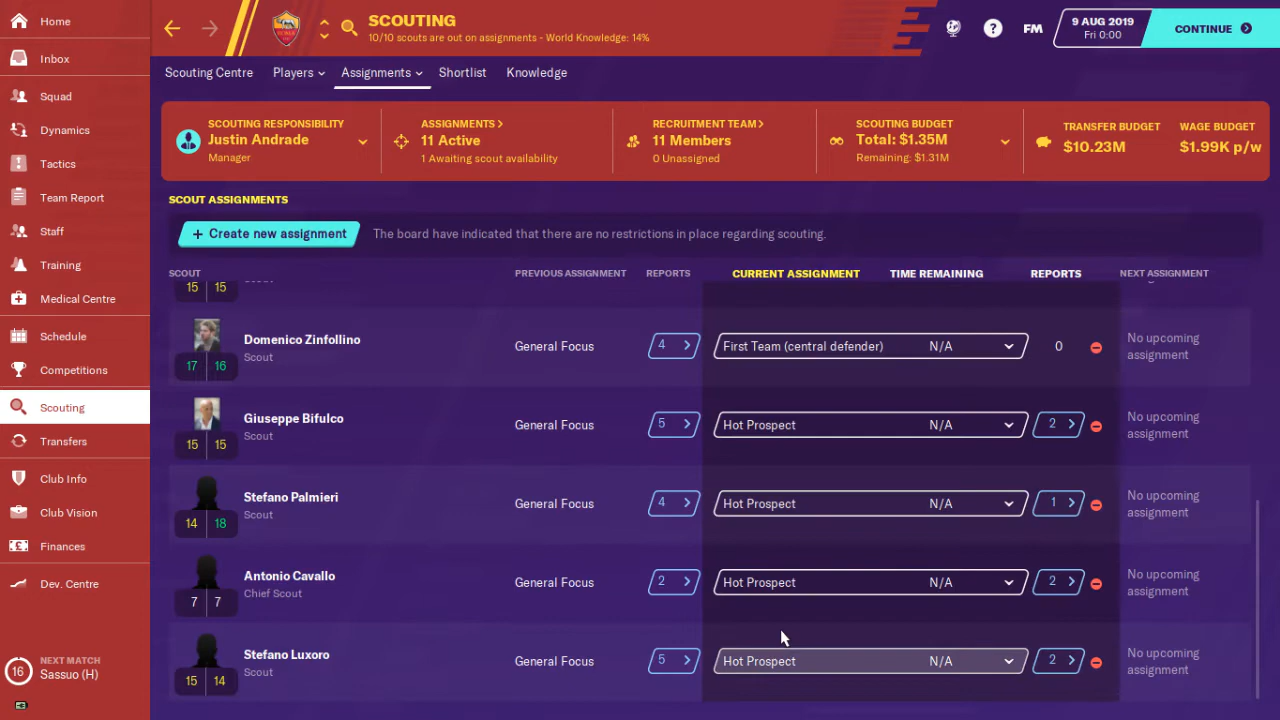 Home
Inbox
Squad
Dynamics
Tactics
Team Report
Staff
Training
Medical Centre
Schedule
Competitions
Scouting
Transfers
Club Info
Club Vision
Finances
Dev. Centre
16
NEXT MATCH
Sassuo (H)
SCOUTING
10/10 scouts are out on assignments - World Knowledge: 14%
?
FM
9 AUG 2019
Fri 0:00
CONTINUE
Scouting Centre Players Assignments Shortlist Knowledge
SCOUTING RESPONSIBILITY
Justin Andrade
Manager
ASSIGNMENTS
11 Active
1 Awaiting scout availability
RECRUITMENT TEAM
11 Members
0 Unassigned
SCOUTING BUDGET
Total: $1.35M
Remaining: $1.31M
TRANSFER BUDGET
$10.23M
WAGE BUDGET
$1.99K p/w
SCOUT ASSIGNMENTS
+ Create new assignment The board have indicated that there are no restrictions in place regarding scouting.
SCOUT PREVIOUS ASSIGNMENT REPORTS CURRENT ASSIGNMENT TIME REMAINING REPORTS NEXT ASSIGNMENT
15 15
Domenico Zinfollino
Scout
17 16
General Focus 4 First Team (central defender) N/A 0
No upcoming
assignment
Giuseppe Bifulco
Scout
15 15
General Focus 5 Hot Prospect N/A 2
No upcoming
assignment
Stefano Palmieri
Scout
14 18
General Focus 4 Hot Prospect N/A 1
No upcoming
assignment
Antonio Cavallo
Chief Scout
7 7
General Focus 2 Hot Prospect N/A 2
No upcoming
assignment
Stefano Luxoro
Scout
15 14
General Focus 5 Hot Prospect N/A 2
No upcoming
assignment